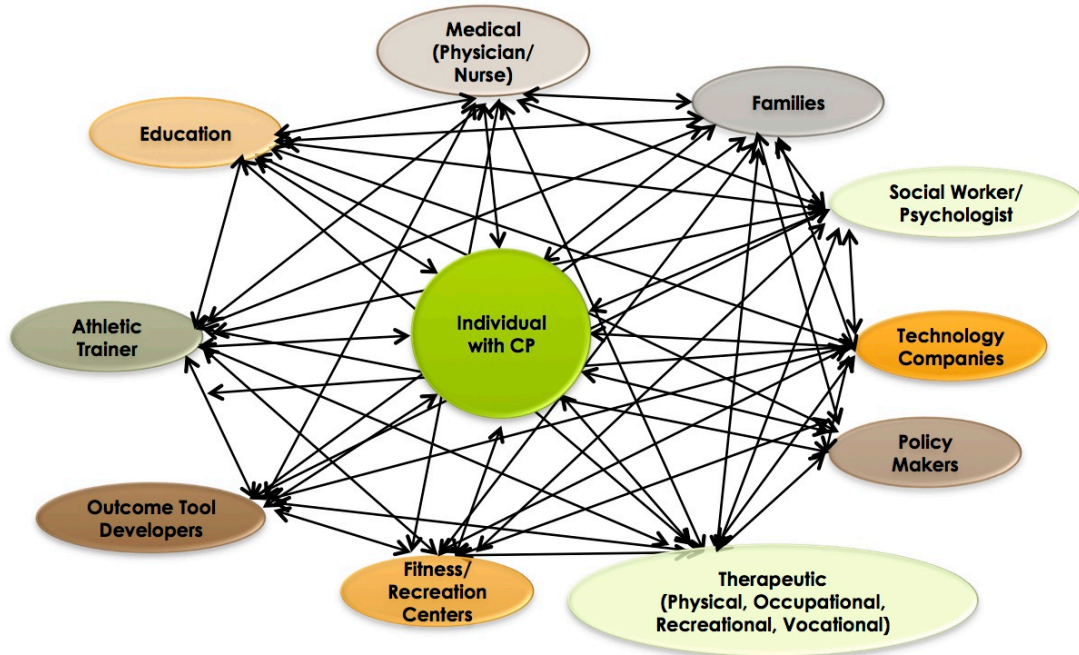 Medical
(Physician/
Nurse)
Families
Education
Social Worker/
Psychologist
Individual
with CP
Athletic
Trainer
Technology
Companies
Policy
Makers
Outcome Tool
Developers
Fitness/
Recreation
Centers
Therapeutic
(Physical, Occupational,
Recreational, Vocational)